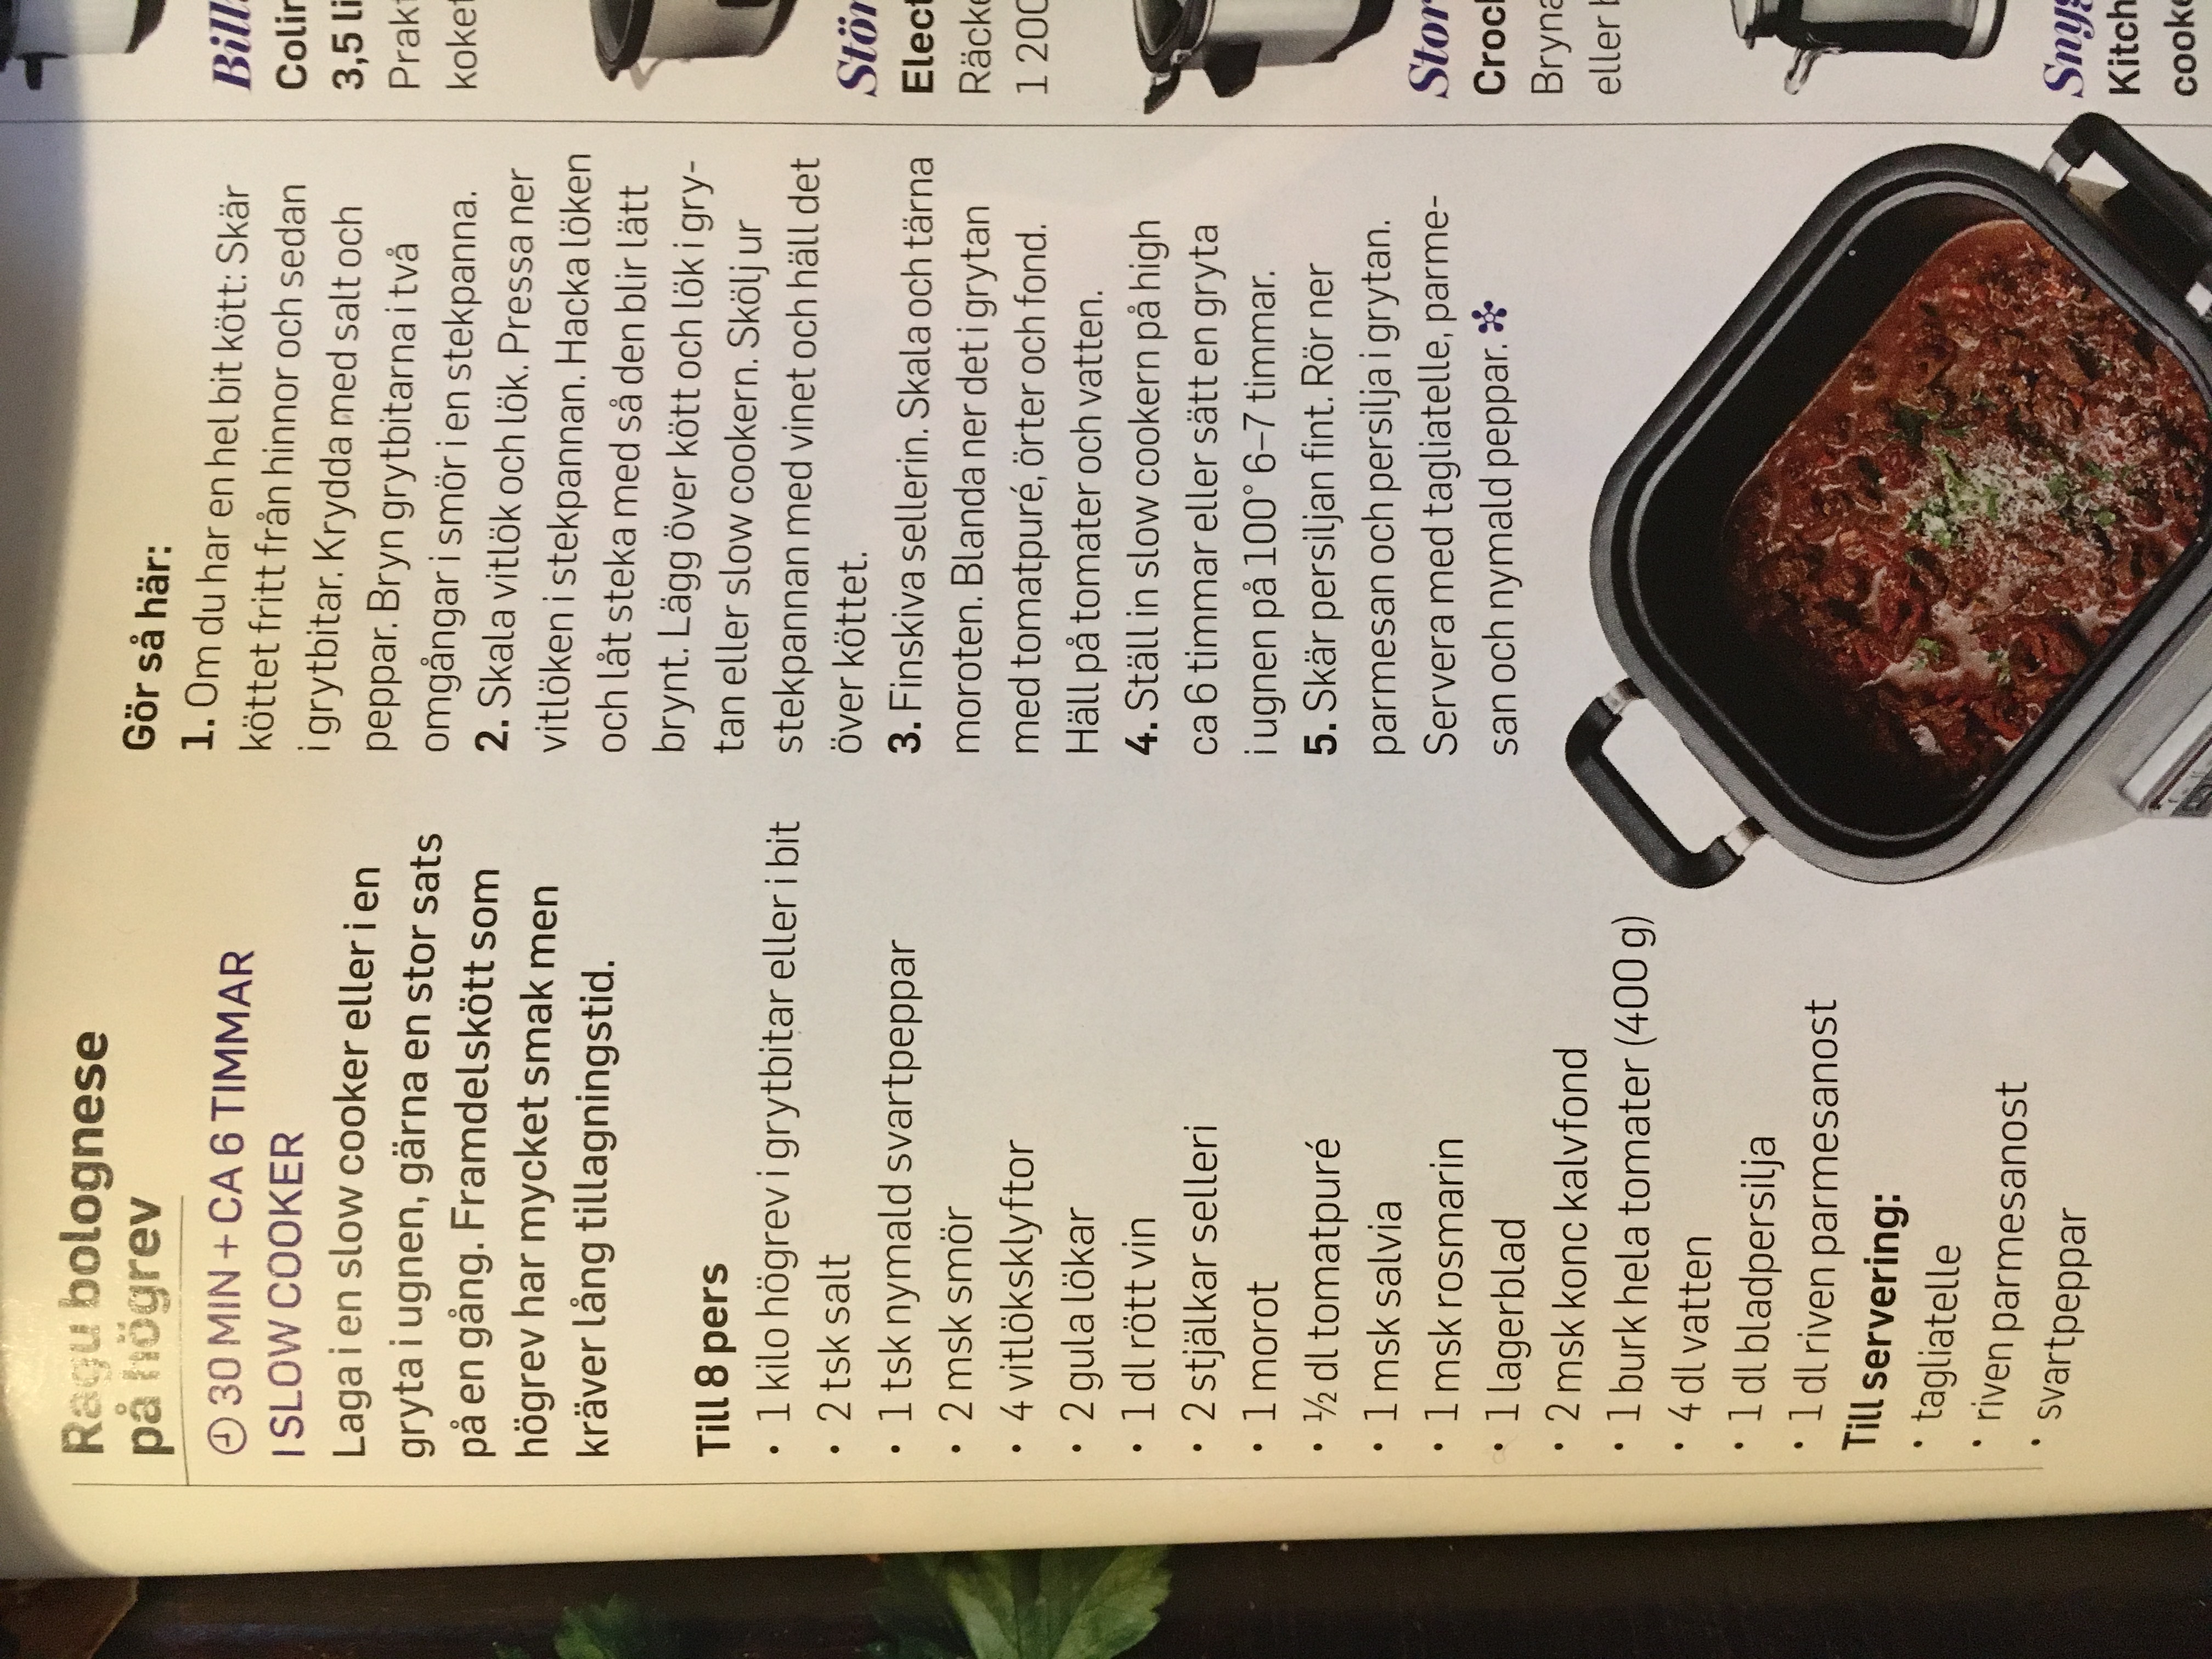 Ragu bolognese
på högrev
30 MIN + CA 6 TIMMAR
I SLOW COOKER
Laga i en slow cooker eller i en
gryta i ugnen, gärna en stor sats
på en gång. Framdelskött som
högrev har mycket smak men
kräver lång tillagningstid.
Till 8 pers
• 1 kilo högrev i grytbitar eller i bit
• 2 tsk salt
• 1 tsk nymald svartpeppar
• 2 msk smör
• 4 vitlöksklyftor
• 2 gula lökar
• 1 dl rött vin
• 2 stjälkar selleri
• 1 morot
• ½ dl tomatpuré
• 1 msk salvia
• 1 msk rosmarin
• 1 lagerblad
• 2 msk konc kalvfond
• 1 burk hela tomater (400 g)
• 4 dl vatten
• 1 dl bladpersilja
• 1 dl riven parmesanost
Till servering:
• tagliatelle
• riven parmesanost
• svartpeppar
Gör så här:
1. Om du har en hel bit kött: Skär
köttet fritt från hinnor och sedan
i grytbitar. Krydda med salt och
peppar. Bryn grytbitarna i två
omgångar i smör i en stekpanna.
2. Skala vitlök och lök. Pressa ner
vitlöken i stekpannan. Hacka löken
och låt steka med så den blir lätt
brynt. Lägg över kött och lök i gry-
tan eller slow cookern. Skölj ur
stekpannan med vinet och häll det
över köttet.
3. Finskiva sellerin. Skala och tärna
moroten. Blanda ner det i grytan
med tomatpuré, örter och fond.
Häll på tomater och vatten.
4. Ställ in slow cookern på high
ca 6 timmar eller sätt en gryta
i ugnen på 100° 6–7 timmar.
5. Skär persiljan fint. Rör ner
parmesan och persilja i grytan.
Servera med tagliatelle, parme-
san och nymald peppar.
Colin
3,5 li
Prakt
koket
Elect
Räcke
1 200
Stor
Crock
Bryna
eller
Kitch
cooke